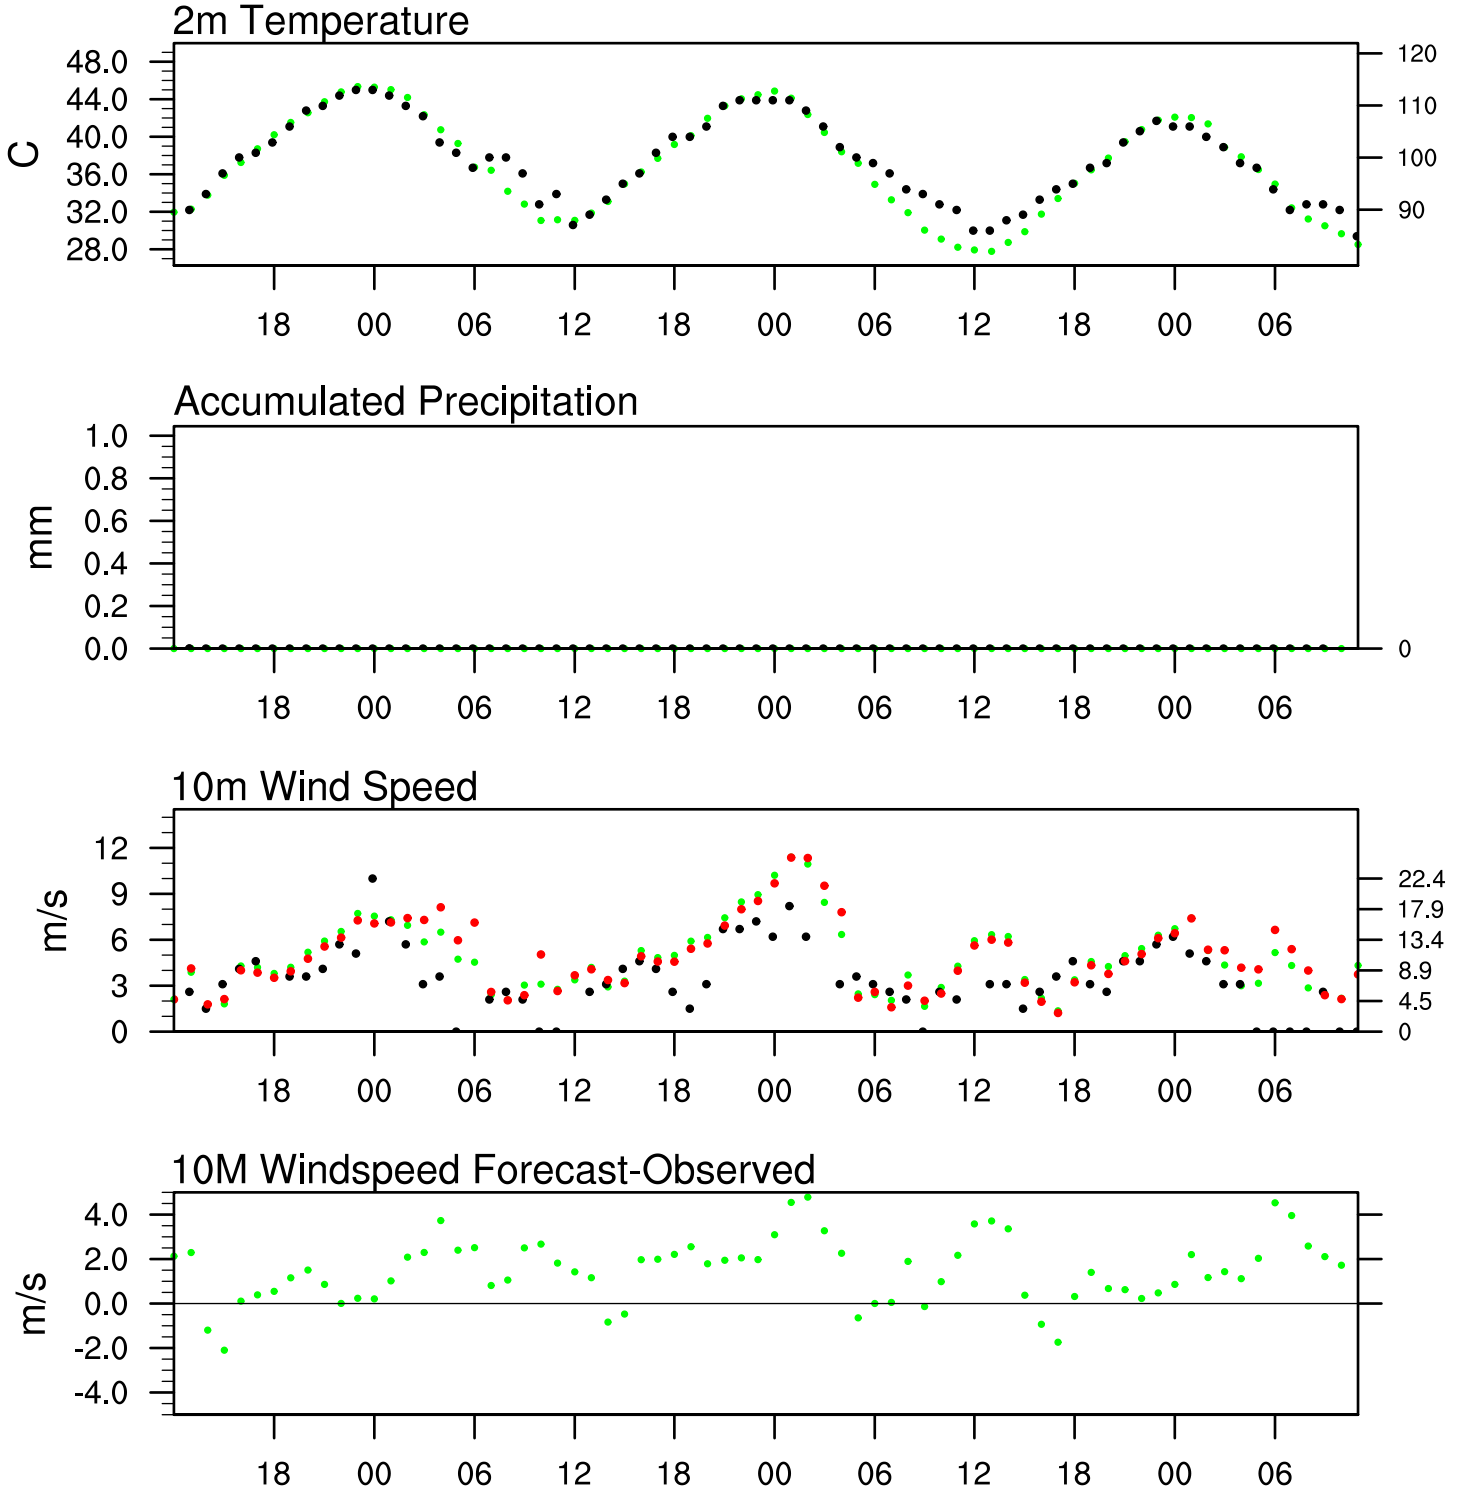 2m Temperature
48.0
44.0
40.0
36.0
32.0
28.0
C
120
110
100
90
18 00 06 12 18 00 06 12 18 00 06
Accumulated Precipitation
1.0
0.8
0.6
0.4
0.2
0.0
mm
0
18 00 06 12 18 00 06 12 18 00 06
10m Wind Speed
12
9
6
3
0
m/s
22.4
17.9
13.4
8.9
4.5
0
18 00 06 12 18 00 06 12 18 00 06
10M Windspeed Forecast-Observed
4.0
2.0
0.0
-2.0
-4.0
m/s
18 00 06 12 18 00 06 12 18 00 06